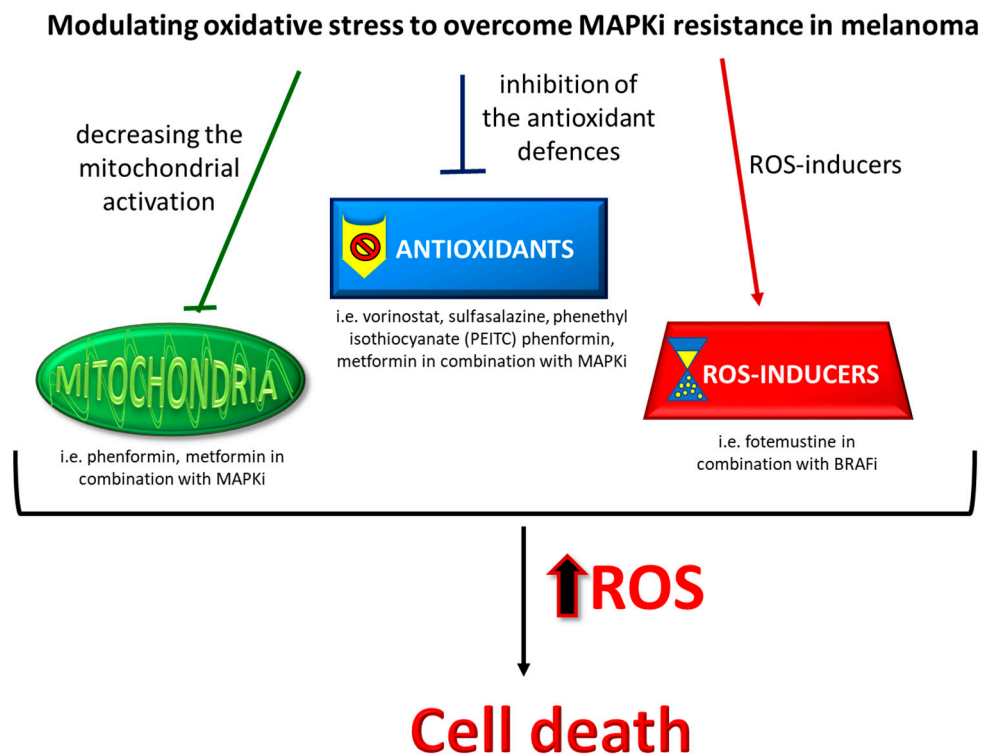 Modulating oxidative stress to overcome MAPKi resistance in melanoma
decreasing the
mitochondrial
activation
inhibition of
the antioxidant
defences
ROS-inducers
ANTIOXIDANTS
i.e. vorinostat, sulfasalazine, phenethyl
isothiocyanate (PEITC) phenformin,
metformin in combination with MAPKi
MITOCHONDRIA
i.e. phenformin, metformin in
combination with MAPKi
ROS-INDUCERS
i.e. fotemustine in
combination with BRAFi
ROS
Cell death